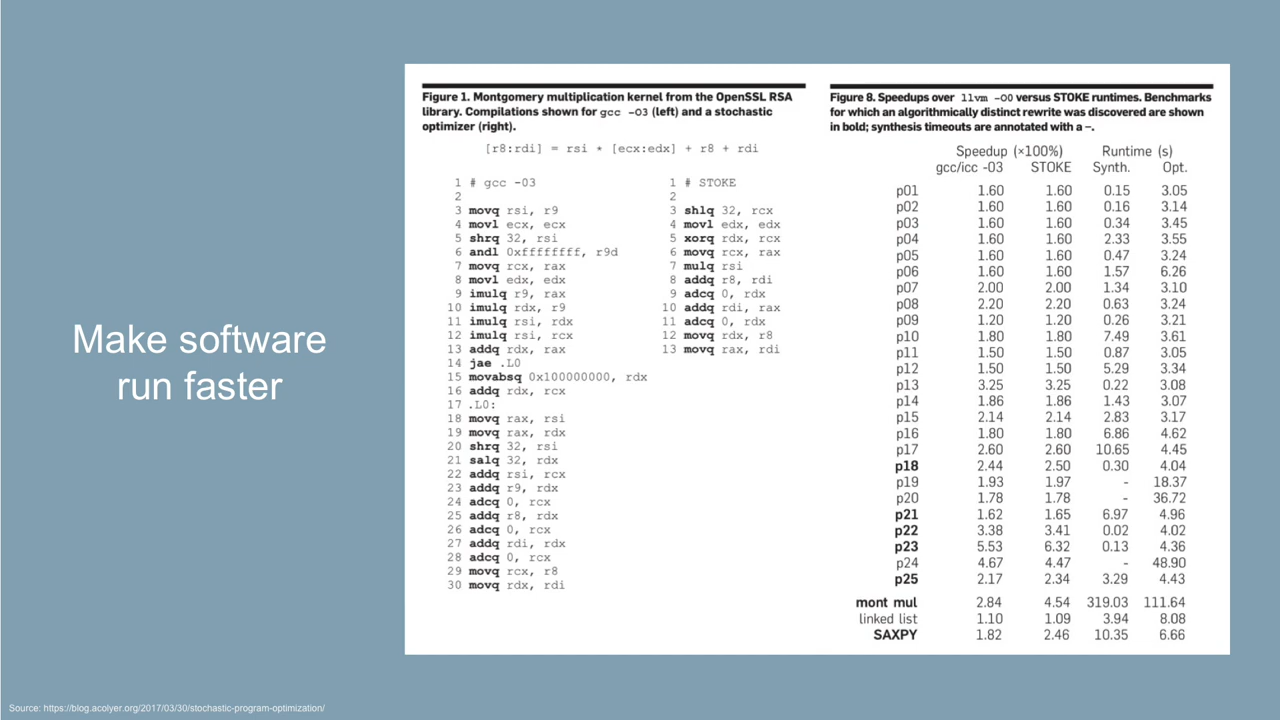 Make software
run faster
Figure 1. Montgomery multiplication kernel from the OpenSSL RSA
library. Compilations shown for gcc -O3 (left) and a stochastic
optimizer (right).
[r8:rdi] = rsi * [ecx:edx] + r8 + rdi
1 # gcc -O3
2
3 movq rsi, r9
4 movl ecx, ecx
5 shrq 32, rsi
6 andl 0xffffffff, r9d
7 movq rcx, rax
8 movl edx, edx
9 imulq r9, rax
10 imulq rdx, r9
11 imulq rsi, rdx
12 imulq rsi, rcx
13 addq rdx, rax
14 jae .L0
15 movabsq 0x100000000, rdx
16 addq rdx, rcx
17 .L0:
18 movq rax, rsi
19 movq rax, rdx
20 shrq 32, rsi
21 salq 32, rdx
22 addq rsi, rcx
23 addq r9, rdx
24 adcq 0, rcx
25 addq r8, rdx
26 adcq 0, rcx
27 addq rdi, rdx
28 adcq 0, rcx
29 movq rcx, r8
30 movq rdx, rdi
1 # STOKE
2
3 shlq 32, rcx
4 movl edx, edx
5 xorq rdx, rcx
6 movq rcx, rax
7 mulq rsi
8 addq r8, rdi
9 adcq 0, rdx
10 addq rdi, rax
11 adcq 0, rdx
12 movq rdx, r8
13 movq rax, rdi
Figure 8. Speedups over llvm -O0 versus STOKE runtimes. Benchmarks
for which an algorithmically distinct rewrite was discovered are shown
in bold; synthesis timeouts are annotated with a –.
Speedup (×100%) Runtime (s)
gcc/icc -O3 STOKE Synth. Opt.
p01 1.60 1.60 0.15 3.05
p02 1.60 1.60 0.16 3.14
p03 1.60 1.60 0.34 3.45
p04 1.60 1.60 2.33 3.55
p05 1.60 1.60 0.47 3.24
p06 1.60 1.60 1.57 6.26
p07 2.00 2.00 1.34 3.10
p08 2.20 2.20 0.63 3.24
p09 1.20 1.20 0.26 3.21
p10 1.80 1.80 7.49 3.61
p11 1.50 1.50 0.87 3.05
p12 1.50 1.50 5.29 3.34
p13 3.25 3.25 0.22 3.08
p14 1.86 1.86 1.43 3.07
p15 2.14 2.14 2.83 3.17
p16 1.80 1.80 6.86 4.62
p17 2.60 2.60 10.65 4.45
p18 2.44 2.50 0.30 4.04
p19 1.93 1.97 - 18.37
p20 1.78 1.78 - 36.72
p21 1.62 1.65 6.97 4.96
p22 3.38 3.41 0.02 4.02
p23 5.53 6.32 0.13 4.36
p24 4.67 4.47 - 48.90
p25 2.17 2.34 3.29 4.43
mont mul 2.84 4.54 319.03 111.64
linked list 1.10 1.09 3.94 8.08
SAXPY 1.82 2.46 10.35 6.66
Source: https://blog.acolyer.org/2017/03/30/stochastic-program-optimization/